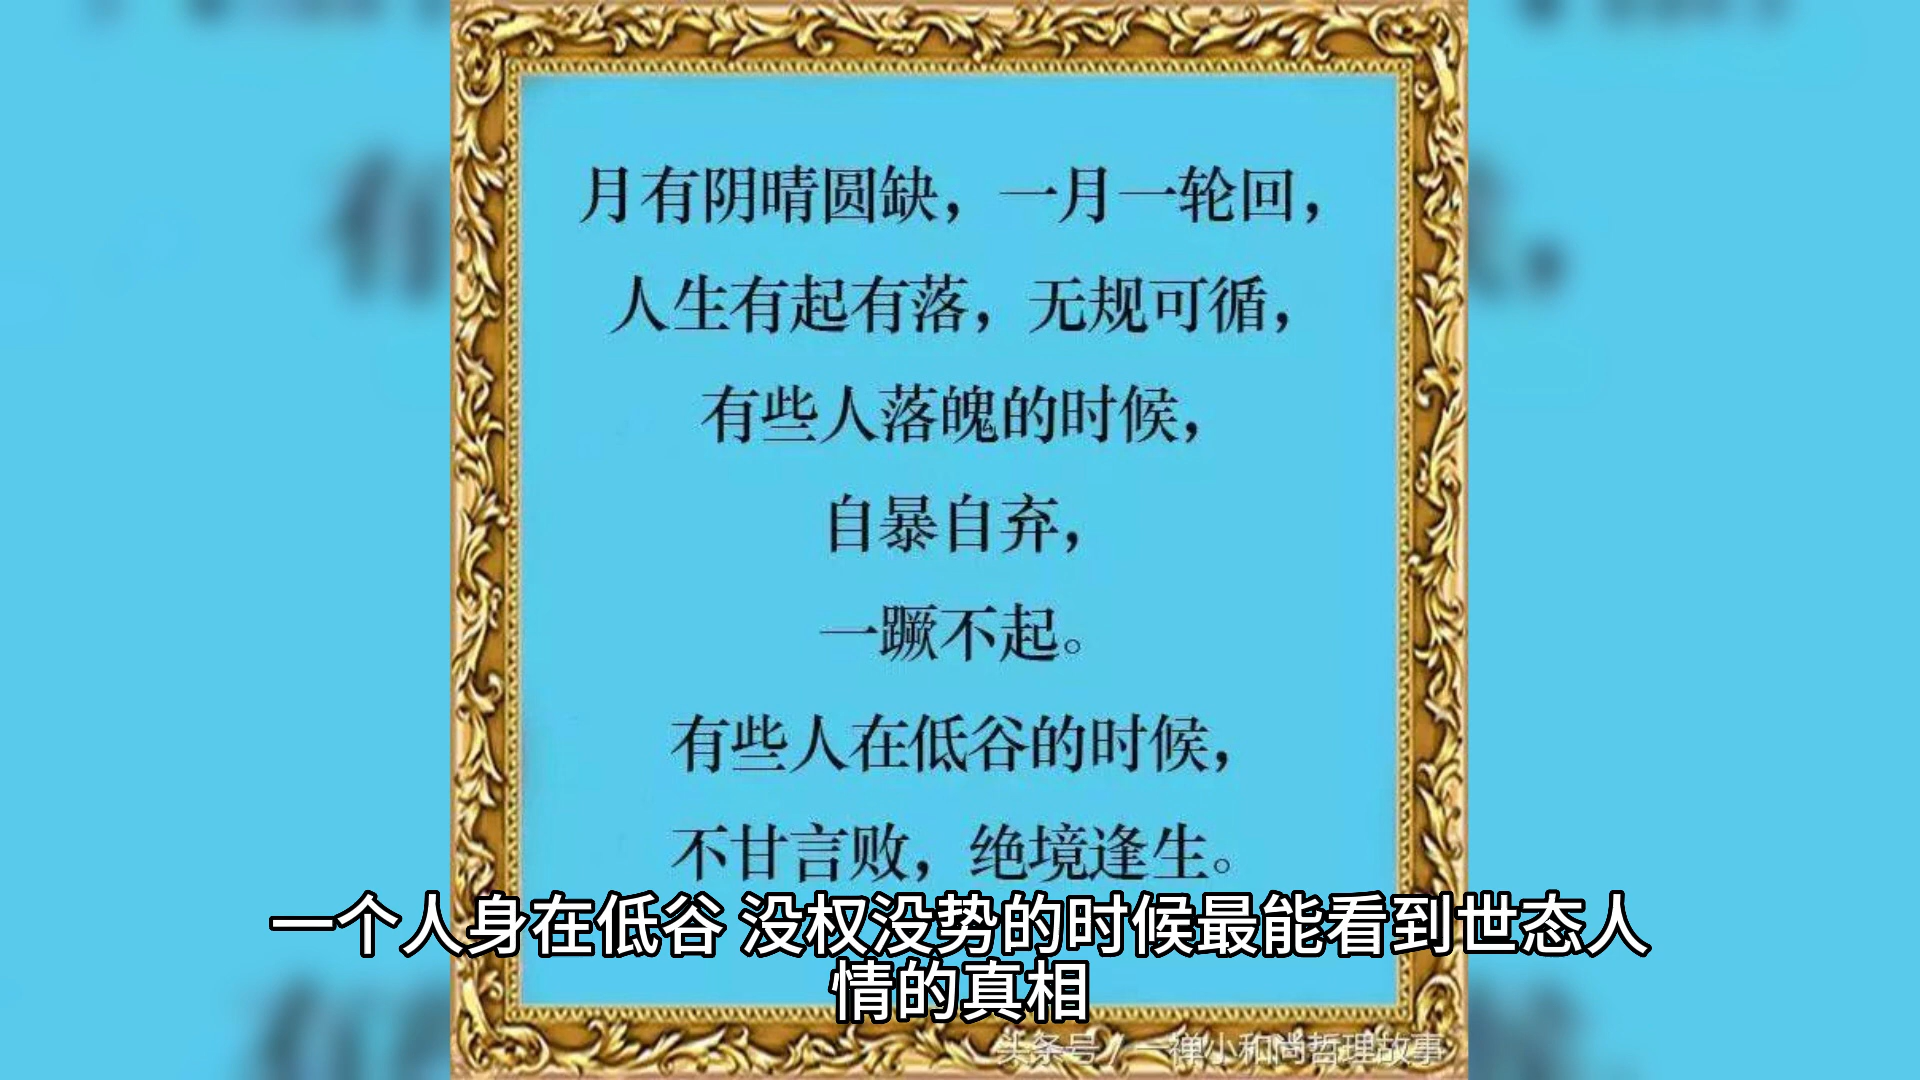 月有阴晴圆缺，一月一轮回，
人生有起有落，无规可循，
有些人落魄的时候，
自暴自弃，
一蹶不起。
有些人在低谷的时候，
不甘言败，绝境逢生。
一个人身在低谷 没权没势的时候最能看到世态人
情的真相
头条号 / 一禅小和尚哲理故事